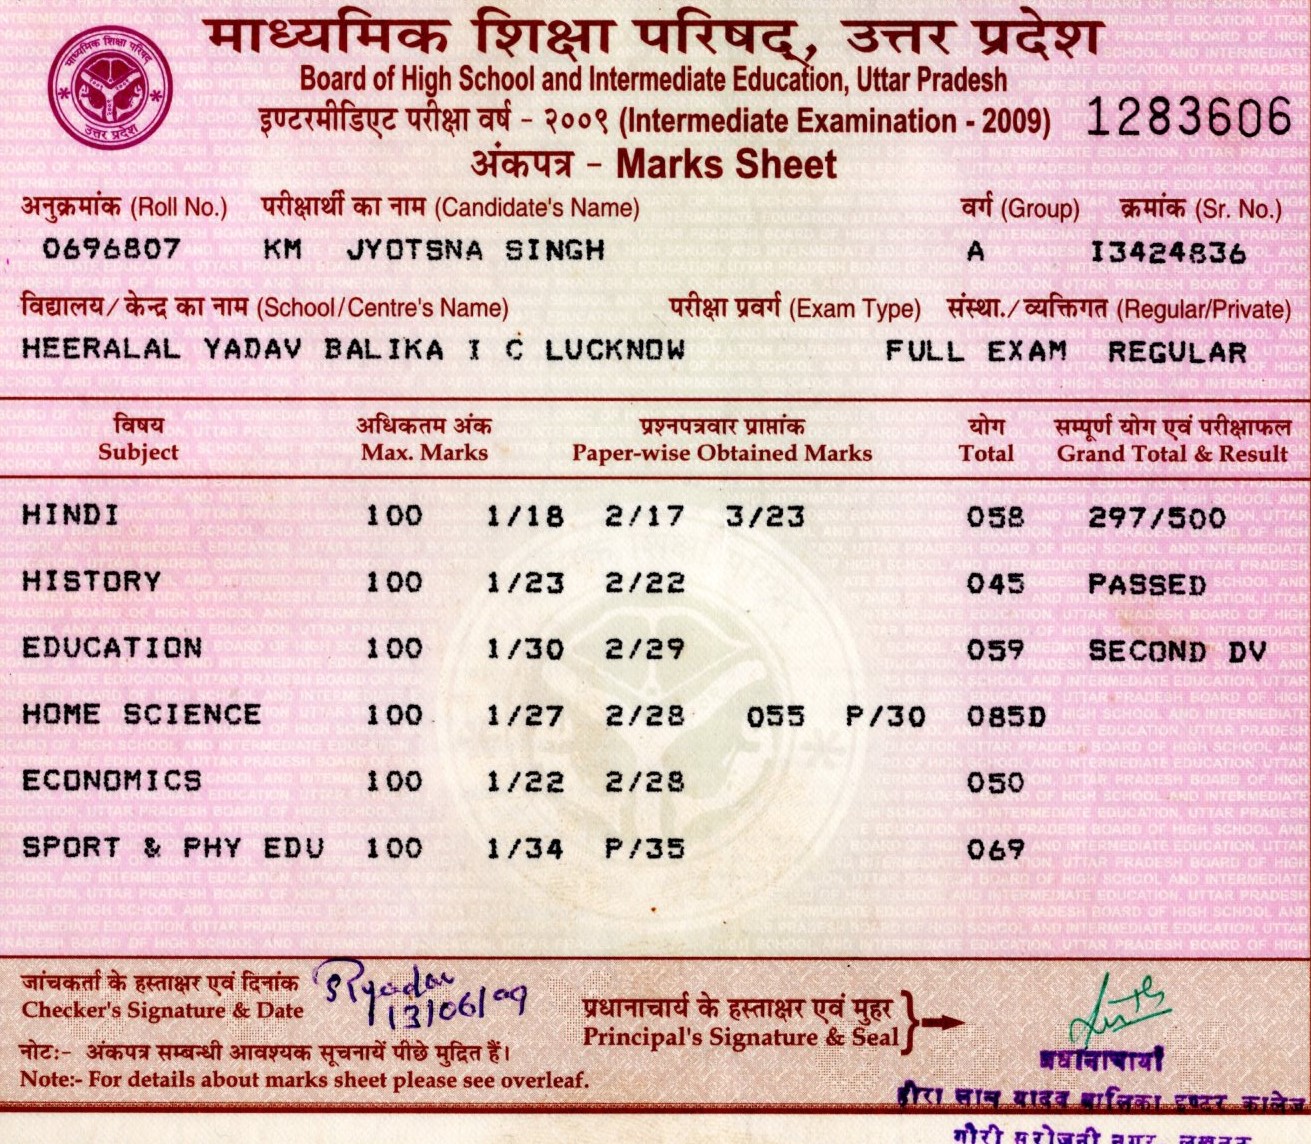 माध्यमिक शिक्षा परिषद्, उत्तर प्रदेश
Board of High School and Intermediate Education, Uttar Pradesh
इण्टरमीडिएट परीक्षा वर्ष - २००९ (Intermediate Examination - 2009) 1283606
अंकपत्र - Marks Sheet
अनुक्रमांक (Roll No.) परीक्षार्थी का नाम (Candidate's Name) वर्ग (Group) क्रमांक (Sr. No.)
0696807 KM JYOTSNA SINGH A I3424836
विद्यालय/ केन्द्र का नाम (School/Centre's Name) परीक्षा प्रवर्ग (Exam Type) संस्था./ व्यक्तिगत (Regular/Private)
HEERALAL YADAV BALIKA I C LUCKNOW FULL EXAM REGULAR
विषय अधिकतम अंक प्रश्नपत्रवार प्राप्तांक योग सम्पूर्ण योग एवं परीक्षाफल
Subject Max. Marks Paper-wise Obtained Marks Total Grand Total & Result
HINDI 100 1/18 2/17 3/23 058 297/500
HISTORY 100 1/23 2/22 045 PASSED
EDUCATION 100 1/30 2/29 059 SECOND DV
HOME SCIENCE 100 1/27 2/28 055 P/30 085D
ECONOMICS 100 1/22 2/28 050
SPORT & PHY EDU 100 1/34 P/35 069
जांचकर्ता के हस्ताक्षर एवं दिनांक
Checker's Signature & Date 13/06/09
प्रधानाचार्य के हस्ताक्षर एवं मुहर
Principal's Signature & Seal
नोट:- अंकपत्र सम्बन्धी आवश्यक सूचनायें पीछे मुद्रित हैं।
Note:- For details about marks sheet please see overleaf.
प्रधानाचार्या
हीरा लाल यादव बालिका इण्टर कालेज
गौरी सरोजनी नगर, लखनऊ